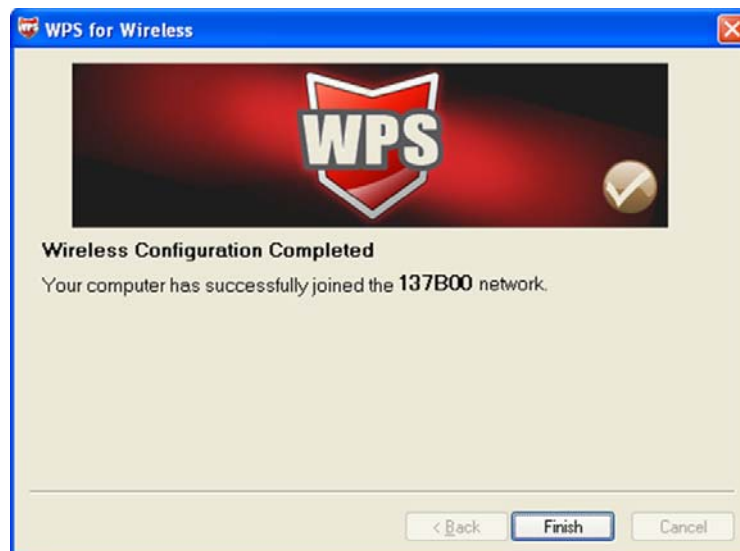 WPS for Wireless
WPS
Wireless Configuration Completed
Your computer has successfully joined the 137B00 network.
< Back
Finish
Cancel